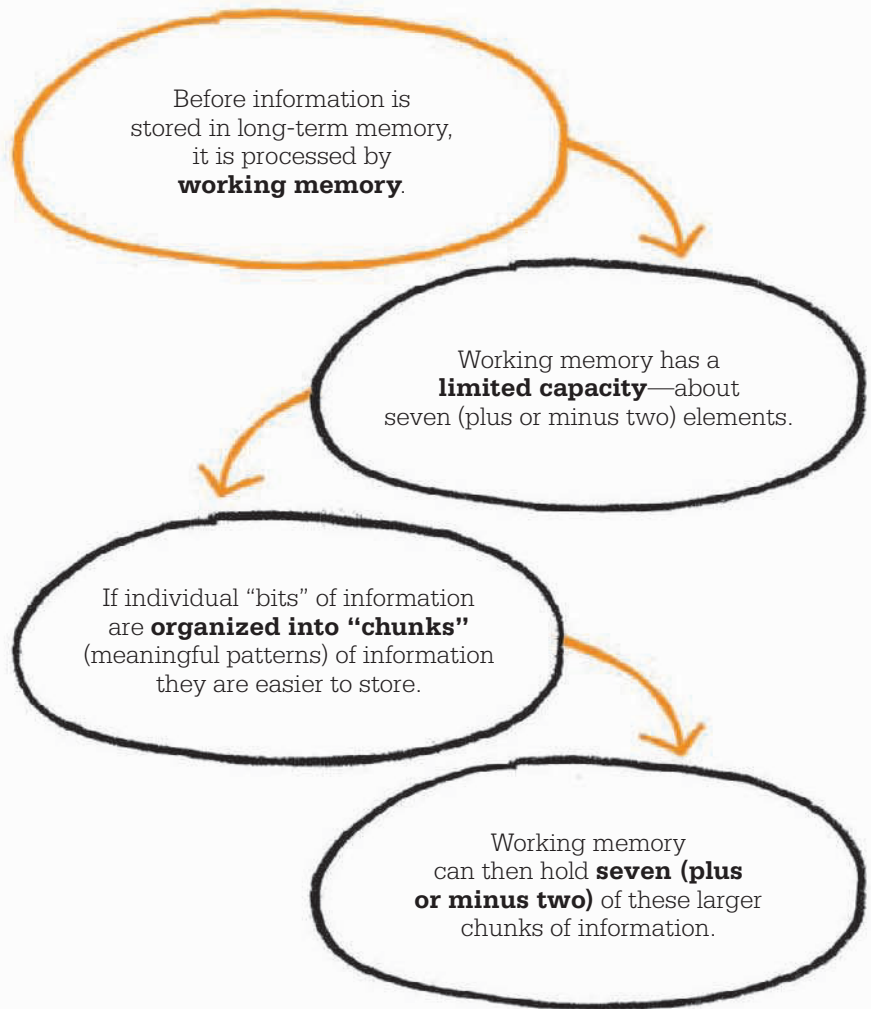 Before information is
stored in long-term memory,
it is processed by
working memory.
Working memory has a
limited capacity—about
seven (plus or minus two) elements.
If individual “bits” of information
are organized into “chunks”
(meaningful patterns) of information
they are easier to store.
Working memory
can then hold seven (plus
or minus two) of these larger
chunks of information.